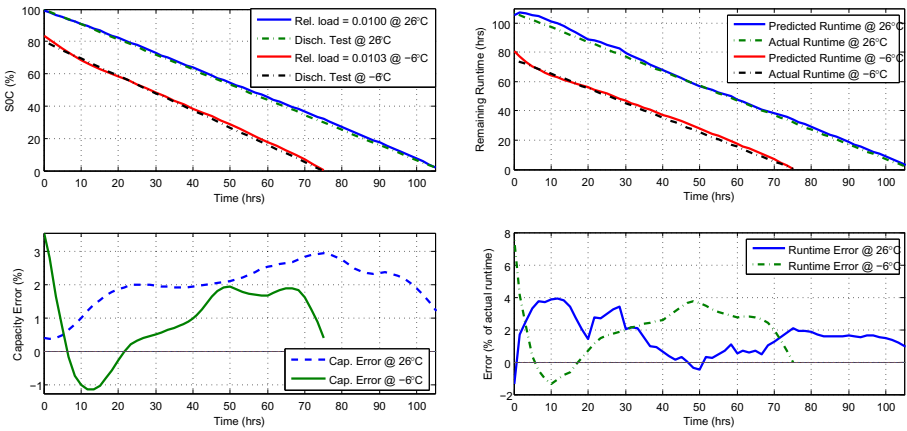 100
80
60
40
20
0
S0C (%)
0 10 20 30 40 50 60 70 80 90 100
Time (hrs)
Rel. load = 0.0100 @ 26°C
Disch. Test @ 26°C
Rel. load = 0.0103 @ −6°C
Disch. Test @ −6°C
100
80
60
40
20
0
Remaining Runtime (hrs)
0 10 20 30 40 50 60 70 80 90 100
Time (hrs)
Predicted Runtime @ 26°C
Actual Runtime @ 26°C
Predicted Runtime @ −6°C
Actual Runtime @ −6°C
3
2
1
0
−1
Capacity Error (%)
0 10 20 30 40 50 60 70 80 90 100
Time (hrs)
Cap. Error @ 26°C
Cap. Error @ −6°C
8
6
4
2
0
−2
Error (% of actual runtime)
0 10 20 30 40 50 60 70 80 90 100
Time (hrs)
Runtime Error @ 26°C
Runtime Error @ −6°C